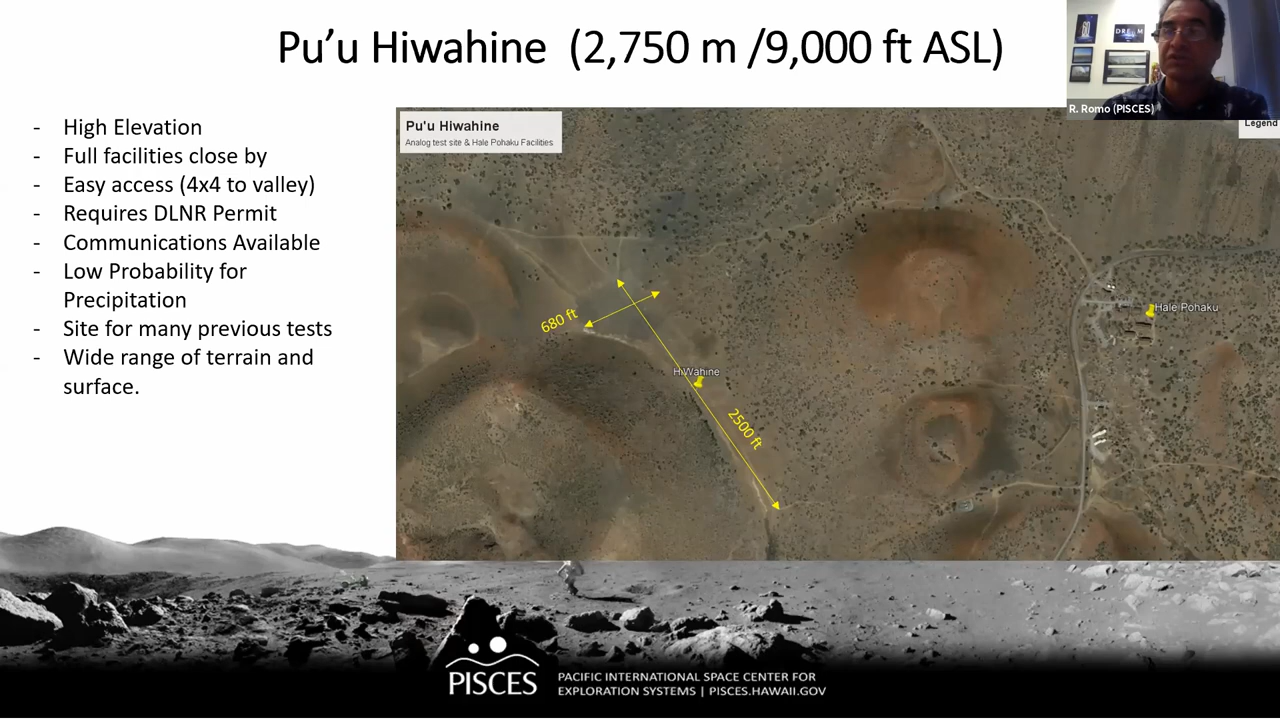 Pu’u Hiwahine (2,750 m /9,000 ft ASL)
R. Romo (PISCES)
- High Elevation
- Full facilities close by
- Easy access (4x4 to valley)
- Requires DLNR Permit
- Communications Available
- Low Probability for
Precipitation
- Site for many previous tests
- Wide range of terrain and
surface.
Pu'u Hiwahine
Analog test site & Hale Pohaku Facilities
Legend
680 ft
Hale Pohaku
HiWahine
2500 ft
PISCES
PACIFIC INTERNATIONAL SPACE CENTER FOR
EXPLORATION SYSTEMS | PISCES.HAWAII.GOV